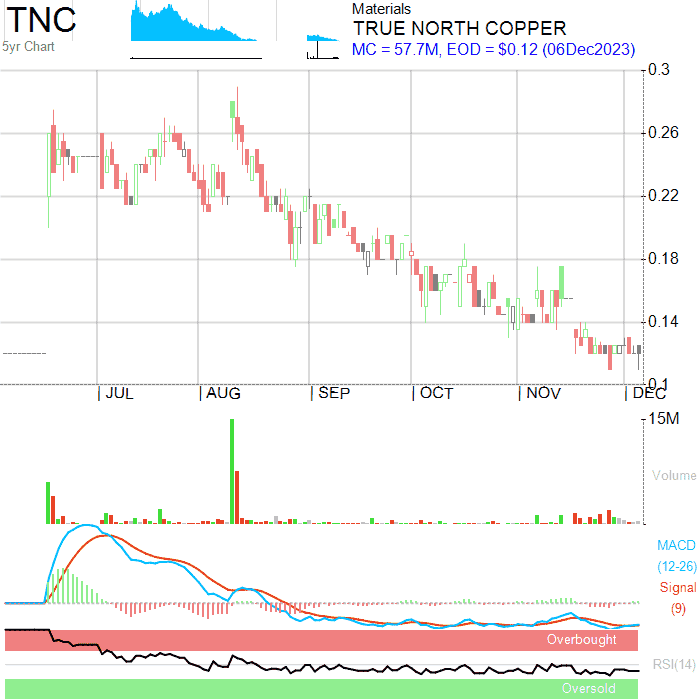 TNC
5yr Chart
Materials
TRUE NORTH COPPER
MC = 57.7M, EOD = $0.12 (06Dec2023)
0.3
0.26
0.22
0.18
0.14
0.1
JUL AUG SEP OCT NOV DEC
15M
Volume
MACD
(12-26)
Signal
(9)
Overbought
RSI(14)
Oversold